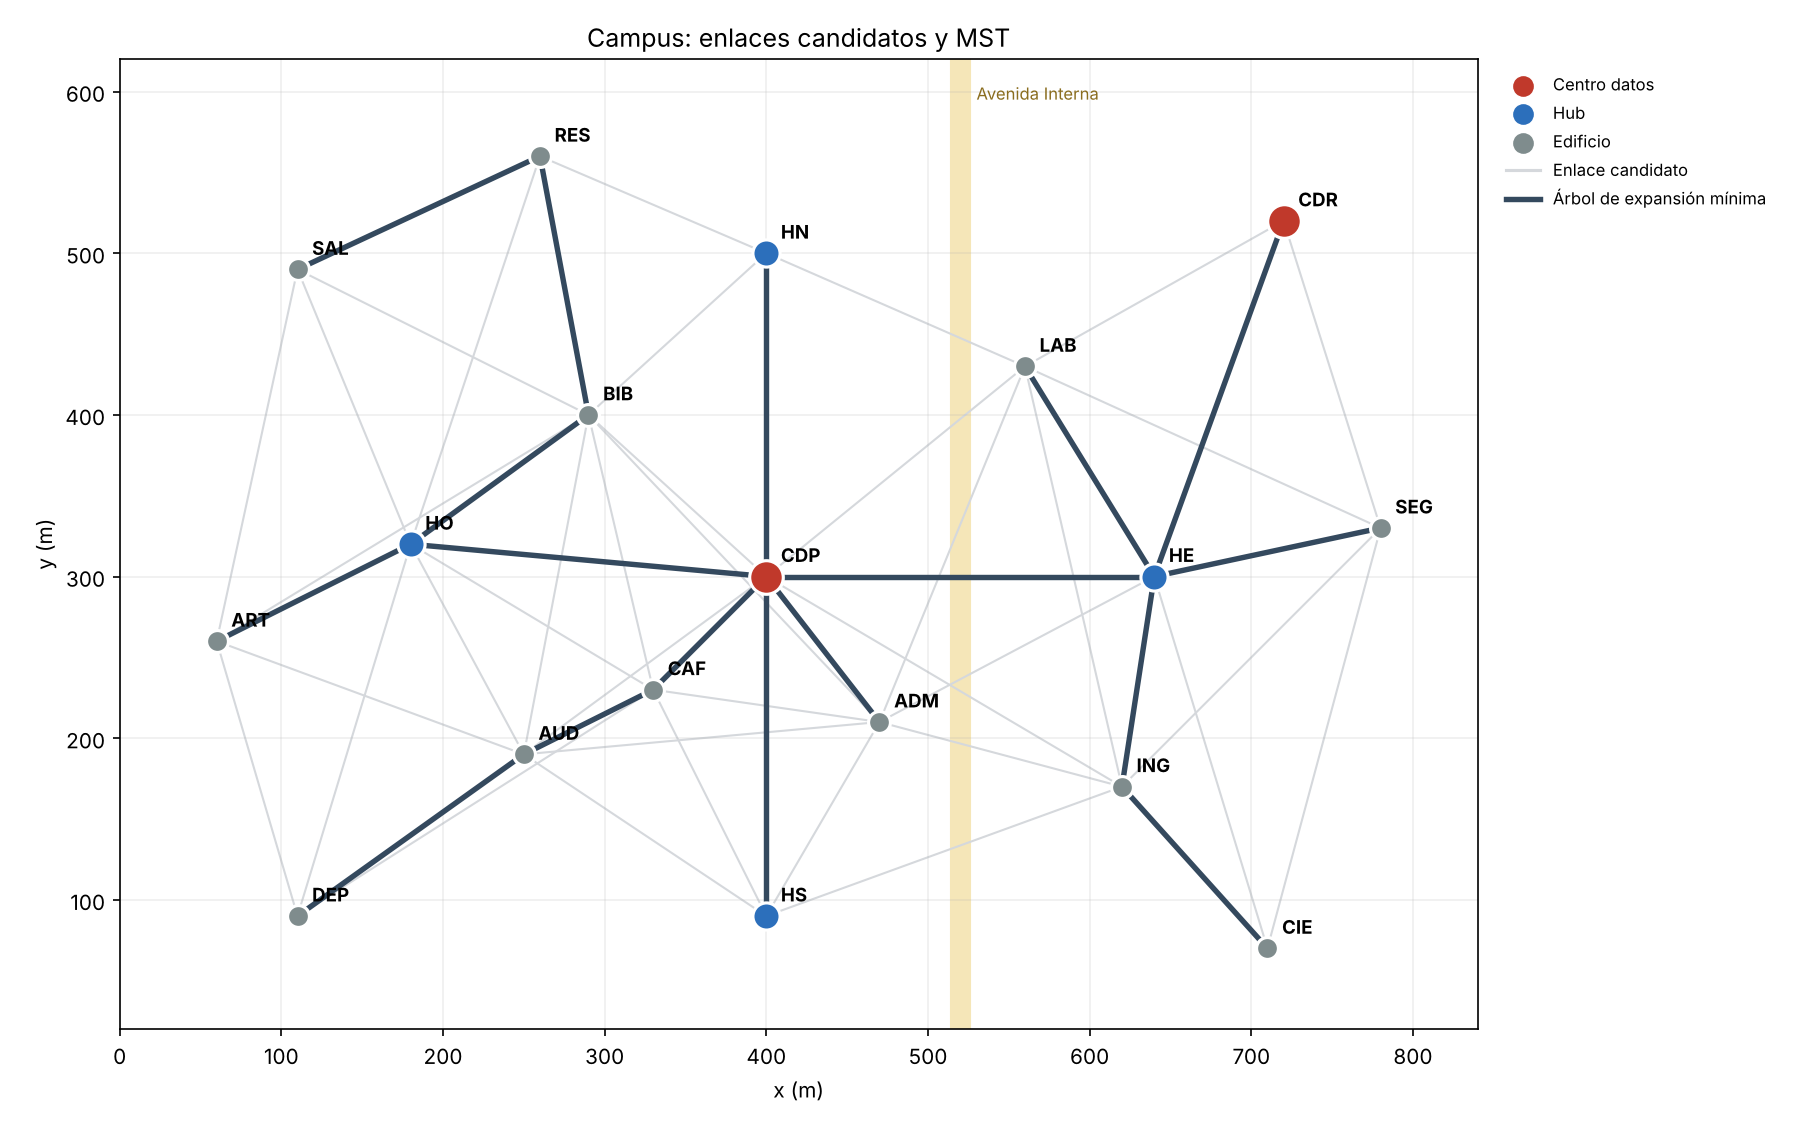 Campus: enlaces candidatos y MST
Avenida Interna
Centro datos
Hub
Edificio
Enlace candidato
Árbol de expansión mínima
600
500
400
300
200
100
y (m)
RES
CDR
HN
SAL
LAB
BIB
SEG
HO
CDP
HE
ART
CAF
ADM
AUD
ING
DEP
HS
CIE
0
100
200
300
400
500
600
700
800
x (m)